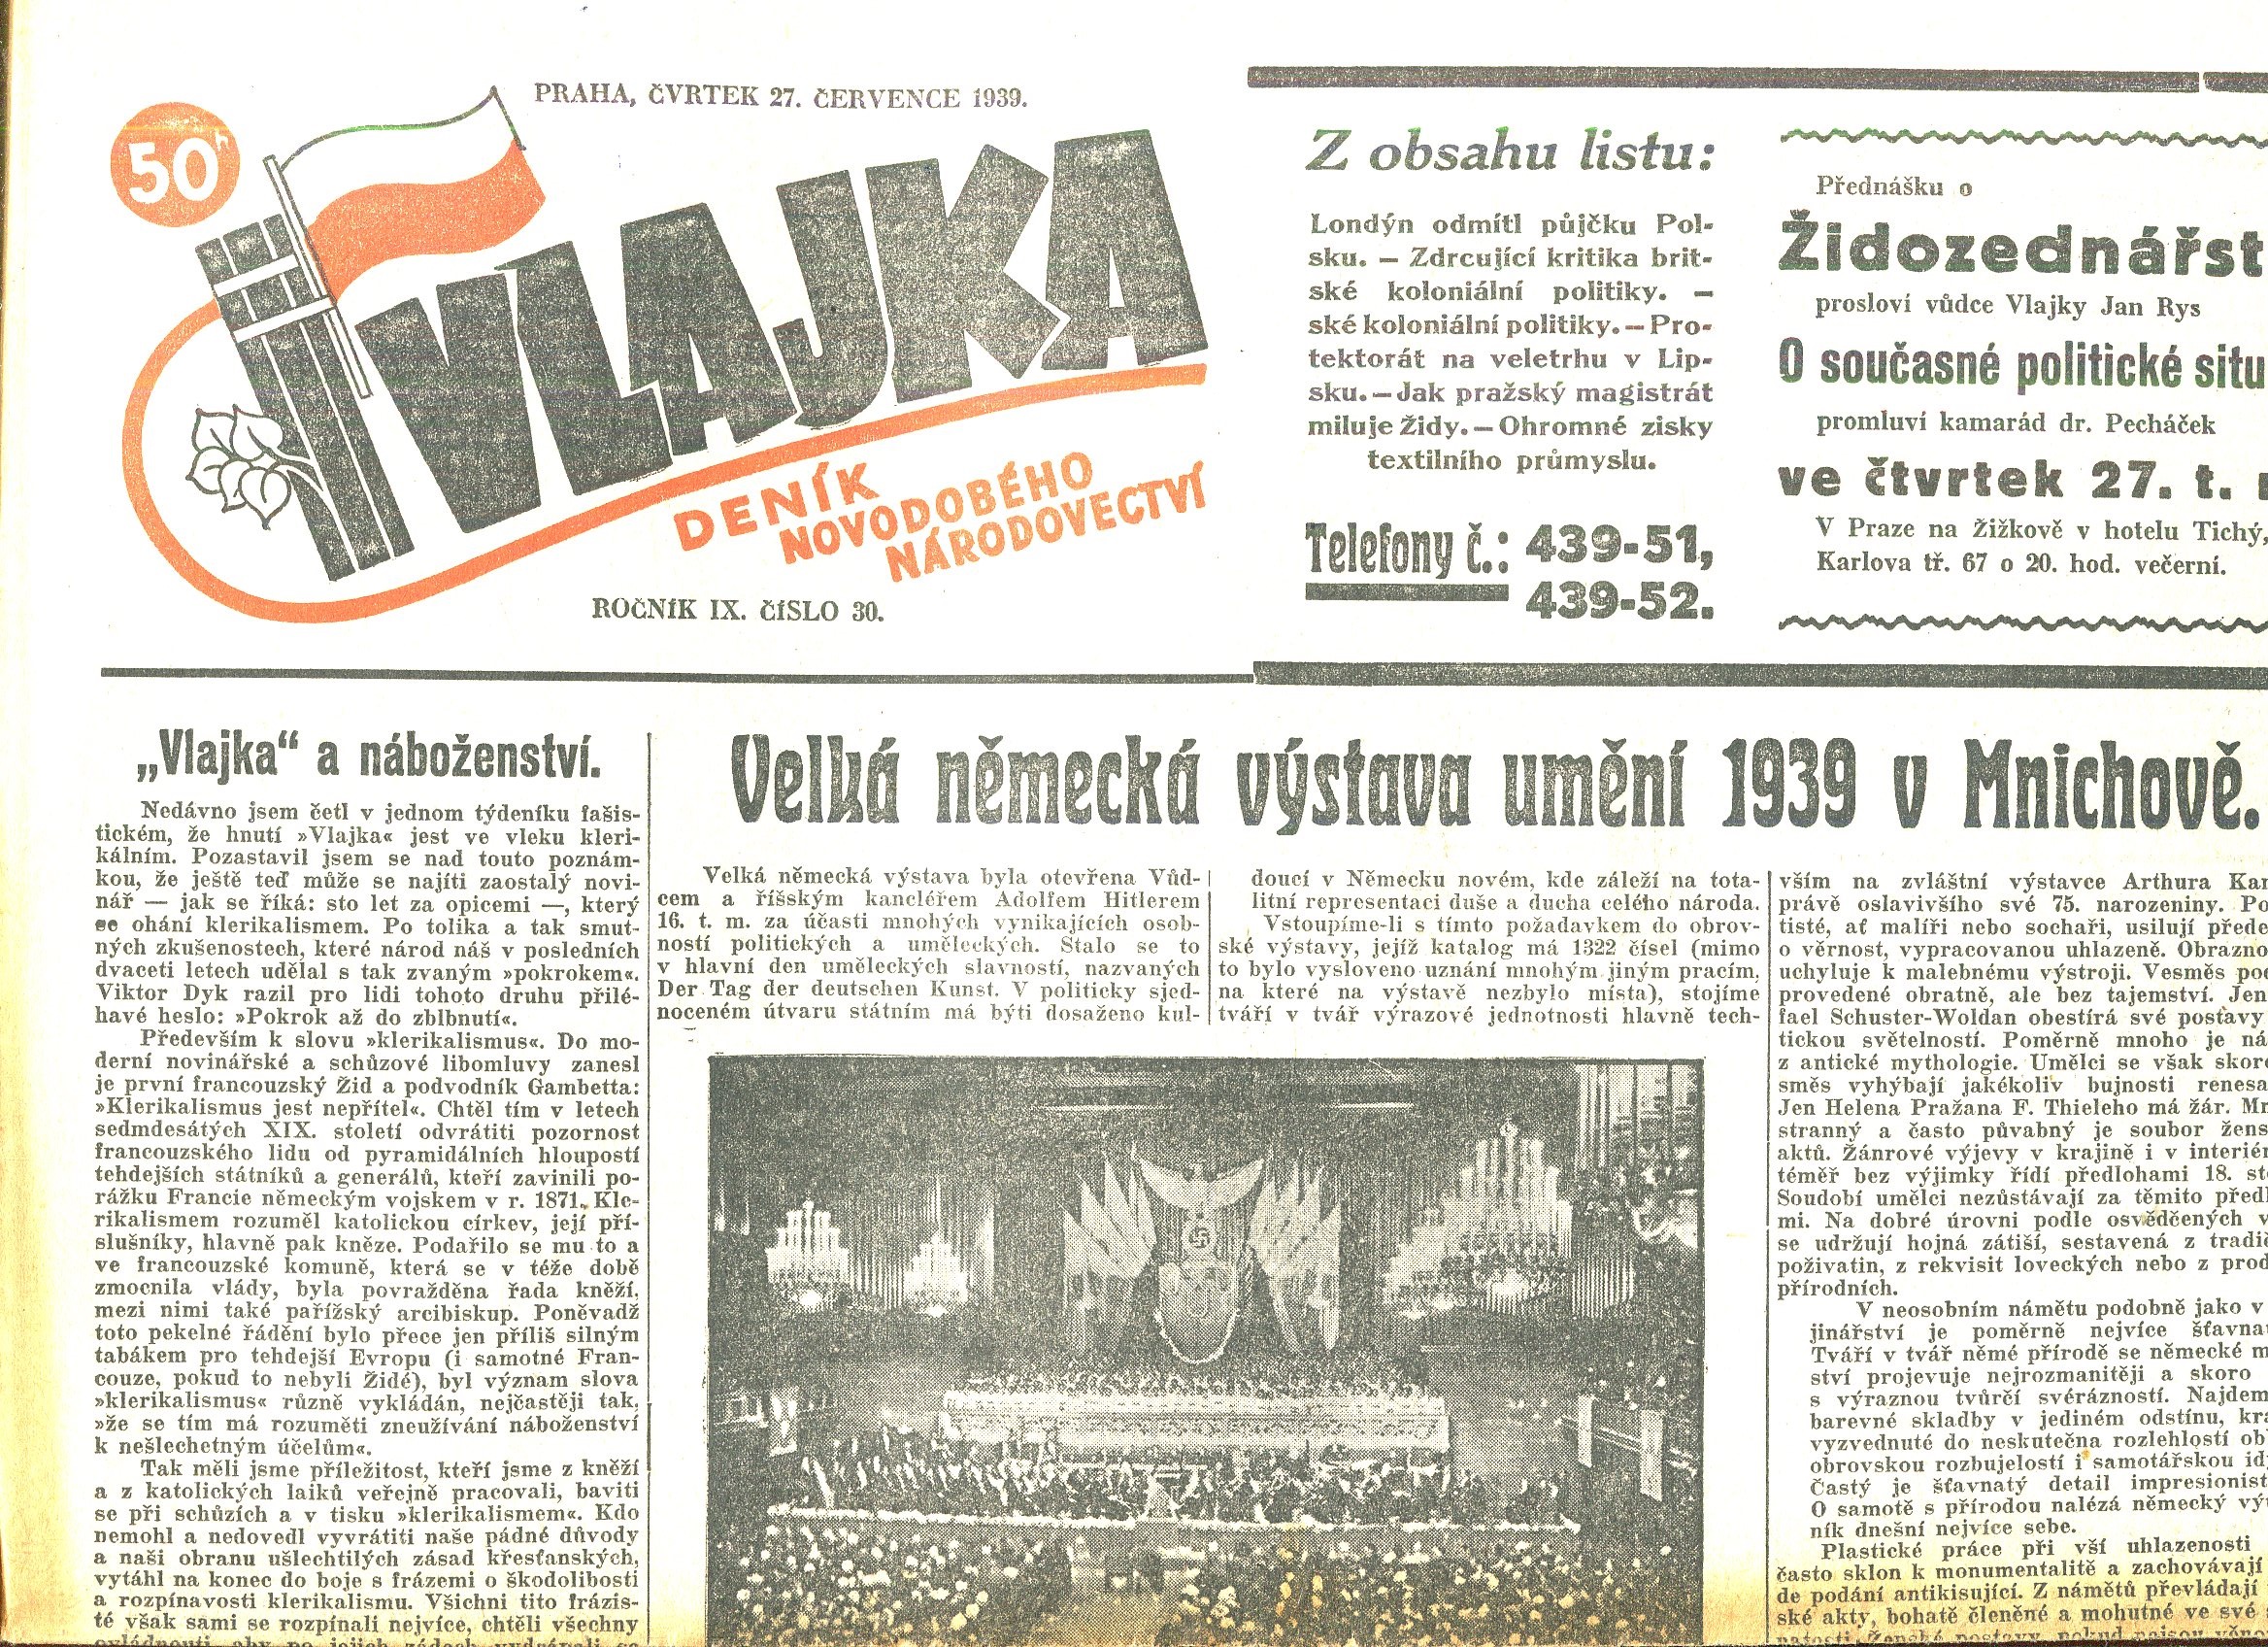 PRAHA, ČVRTEK 27. ČERVENCE 1939.
50h
VLAJKA
DENÍK
NOVODOBÉHO
NÁRODOVECTVÍ
ROČNÍK IX. ČÍSLO 30.
Z obsahu listu:
Londýn odmítl půjčku Pol-
sku. — Zdrcující kritika brit-
ské koloniální politiky. —
ské koloniální politiky. — Pro-
tektorát na veletrhu v Lip-
sku. — Jak pražský magistrát
miluje Židy. — Ohromné zisky
textilního průmyslu.
Telefony č.: 439-51,
439-52.
Přednášku o
Židozednářst
prosloví vůdce Vlajky Jan Rys
O současné politické situ
promluví kamarád dr. Pecháček
ve čtvrtek 27. t.
V Praze na Žižkově v hotelu Tichý,
Karlova tř. 67 o 20. hod. večerní.
„Vlajka“ a náboženství.
Nedávno jsem četl v jednom týdeníku fašis-
tickém, že hnutí »Vlajka« jest ve vleku kleri-
kálním. Pozastavil jsem se nad touto poznám-
kou, že ještě teď může se najíti zaostalý novi-
nář — jak se říká: sto let za opicemi —, který
se ohání klerikalismem. Po tolika a tak smut-
ných zkušenostech, které národ náš v posledních
dvaceti letech udělal s tak zvaným »pokrokem«.
Viktor Dyk razil pro lidi tohoto druhu přilé-
havé heslo: »Pokrok až do zblbnutí«.
Především k slovu »klerikalismus«. Do mo-
derní novinářské a schůzové libomluvy zanesl
je první francouzský Žid a podvodník Gambetta:
»Klerikalismus jest nepřítel«. Chtěl tím v letech
sedmdesátých XIX. století odvrátiti pozornost
francouzského lidu od pyramidálních hloupostí
tehdejších státníků a generálů, kteří zavinili po-
rážku Francie německým vojskem v r. 1871. Kle-
rikalismem rozuměl katolickou církev, její pří-
slušníky, hlavně pak kněze. Podařilo se mu to a
ve francouzské komuně, která se v téže době
zmocnila vlády, byla povražděna řada kněží,
mezi nimi také pařížský arcibiskup. Poněvadž
toto pekelné řádění bylo přece jen příliš silným
tabákem pro tehdejší Evropu (i samotné Fran-
couze, pokud to nebyli Židé), byl význam slova
»klerikalismus« různě vykládán, nejčastěji tak,
»že se tím má rozuměti zneužívání náboženství
k nešlechetným účelům«.
Tak měli jsme příležitost, kteří jsme z kněží
a z katolických laiků veřejně pracovali, baviti
se při schůzích a v tisku »klerikalismem«. Kdo
nemohl a nedovedl vyvrátiti naše pádné důvody
a naši obranu ušlechtilých zásad křesťanských,
vytáhl na konec do boje s frázemi o škodolibosti
a rozpínavosti klerikalismu. Všichni tito frázis-
té však sami se rozpínali nejvíce, chtěli všechny
Velká německá výstava umění 1939 v Mnichově.
Velká německá výstava byla otevřena Vůd-
cem a říšským kancléřem Adolfem Hitlerem
16. t. m. za účasti mnohých vynikajících osob-
ností politických a uměleckých. Stalo se to
v hlavní den uměleckých slavností, nazvaných
Der Tag der deutschen Kunst. V politicky sjed-
noceném útvaru státním má býti dosaženo kul-
doucí v Německu novém, kde záleží na tota-
litní representaci duše a ducha celého národa.
Vstoupíme-li s tímto požadavkem do obrov-
ské výstavy, jejíž katalog má 1322 čísel (mimo
to bylo vysloveno uznání mnohým jiným pracím,
na které na výstavě nezbylo místa), stojíme
tváří v tvář výrazové jednotnosti hlavně tech-
vším na zvláštní výstavce Arthura Kam
právě oslavivšího své 75. narozeniny. Po
tisté, ať malíři nebo sochaři, usilují přede
o věrnost, vypracovanou uhlazeně. Obrazno
uchyluje k malebnému výstroji. Vesměs po
provedené obratně, ale bez tajemství. Jen
fael Schuster-Woldan obestírá své postavy
tickou světelností. Poměrně mnoho je ná
z antické mythologie. Umělci se však skoro
směs vyhýbají jakékoliv bujnosti renesa
Jen Helena Pražana F. Thieleho má žár. Mn
stranný a často půvabný je soubor žens
aktů. Žánrové výjevy v krajině i v interiér
téměř bez výjimky řídí předlohami 18. sto
Soudobí umělci nezůstávají za těmito předl
mi. Na dobré úrovni podle osvědčených v
se udržují hojná zátiší, sestavená z tradič
poživatin, z rekvisit loveckých nebo z prod
přírodních.
V neosobním námětu podobně jako v
jinářství je poměrně nejvíce šťavna
Tváří v tvář němé přírodě se německé m
ství projevuje nejrozmanitěji a skoro
s výraznou tvůrčí svérázností. Najdem
barevné skladby v jediném odstínu, kra
vyzvednuté do neskutečna rozlehlostí ob
obrovskou rozbujelostí i samotářskou id
Častý je šťavnatý detail impresionist
O samotě s přírodou nalézá německý vý
ník dnešní nejvíce sebe.
Plastické práce při vší uhlazenosti
často sklon k monumentalitě a zachovávají
de podání antikisující. Z námětů převládají
ské akty, bohatě členěné a mohutné ve své